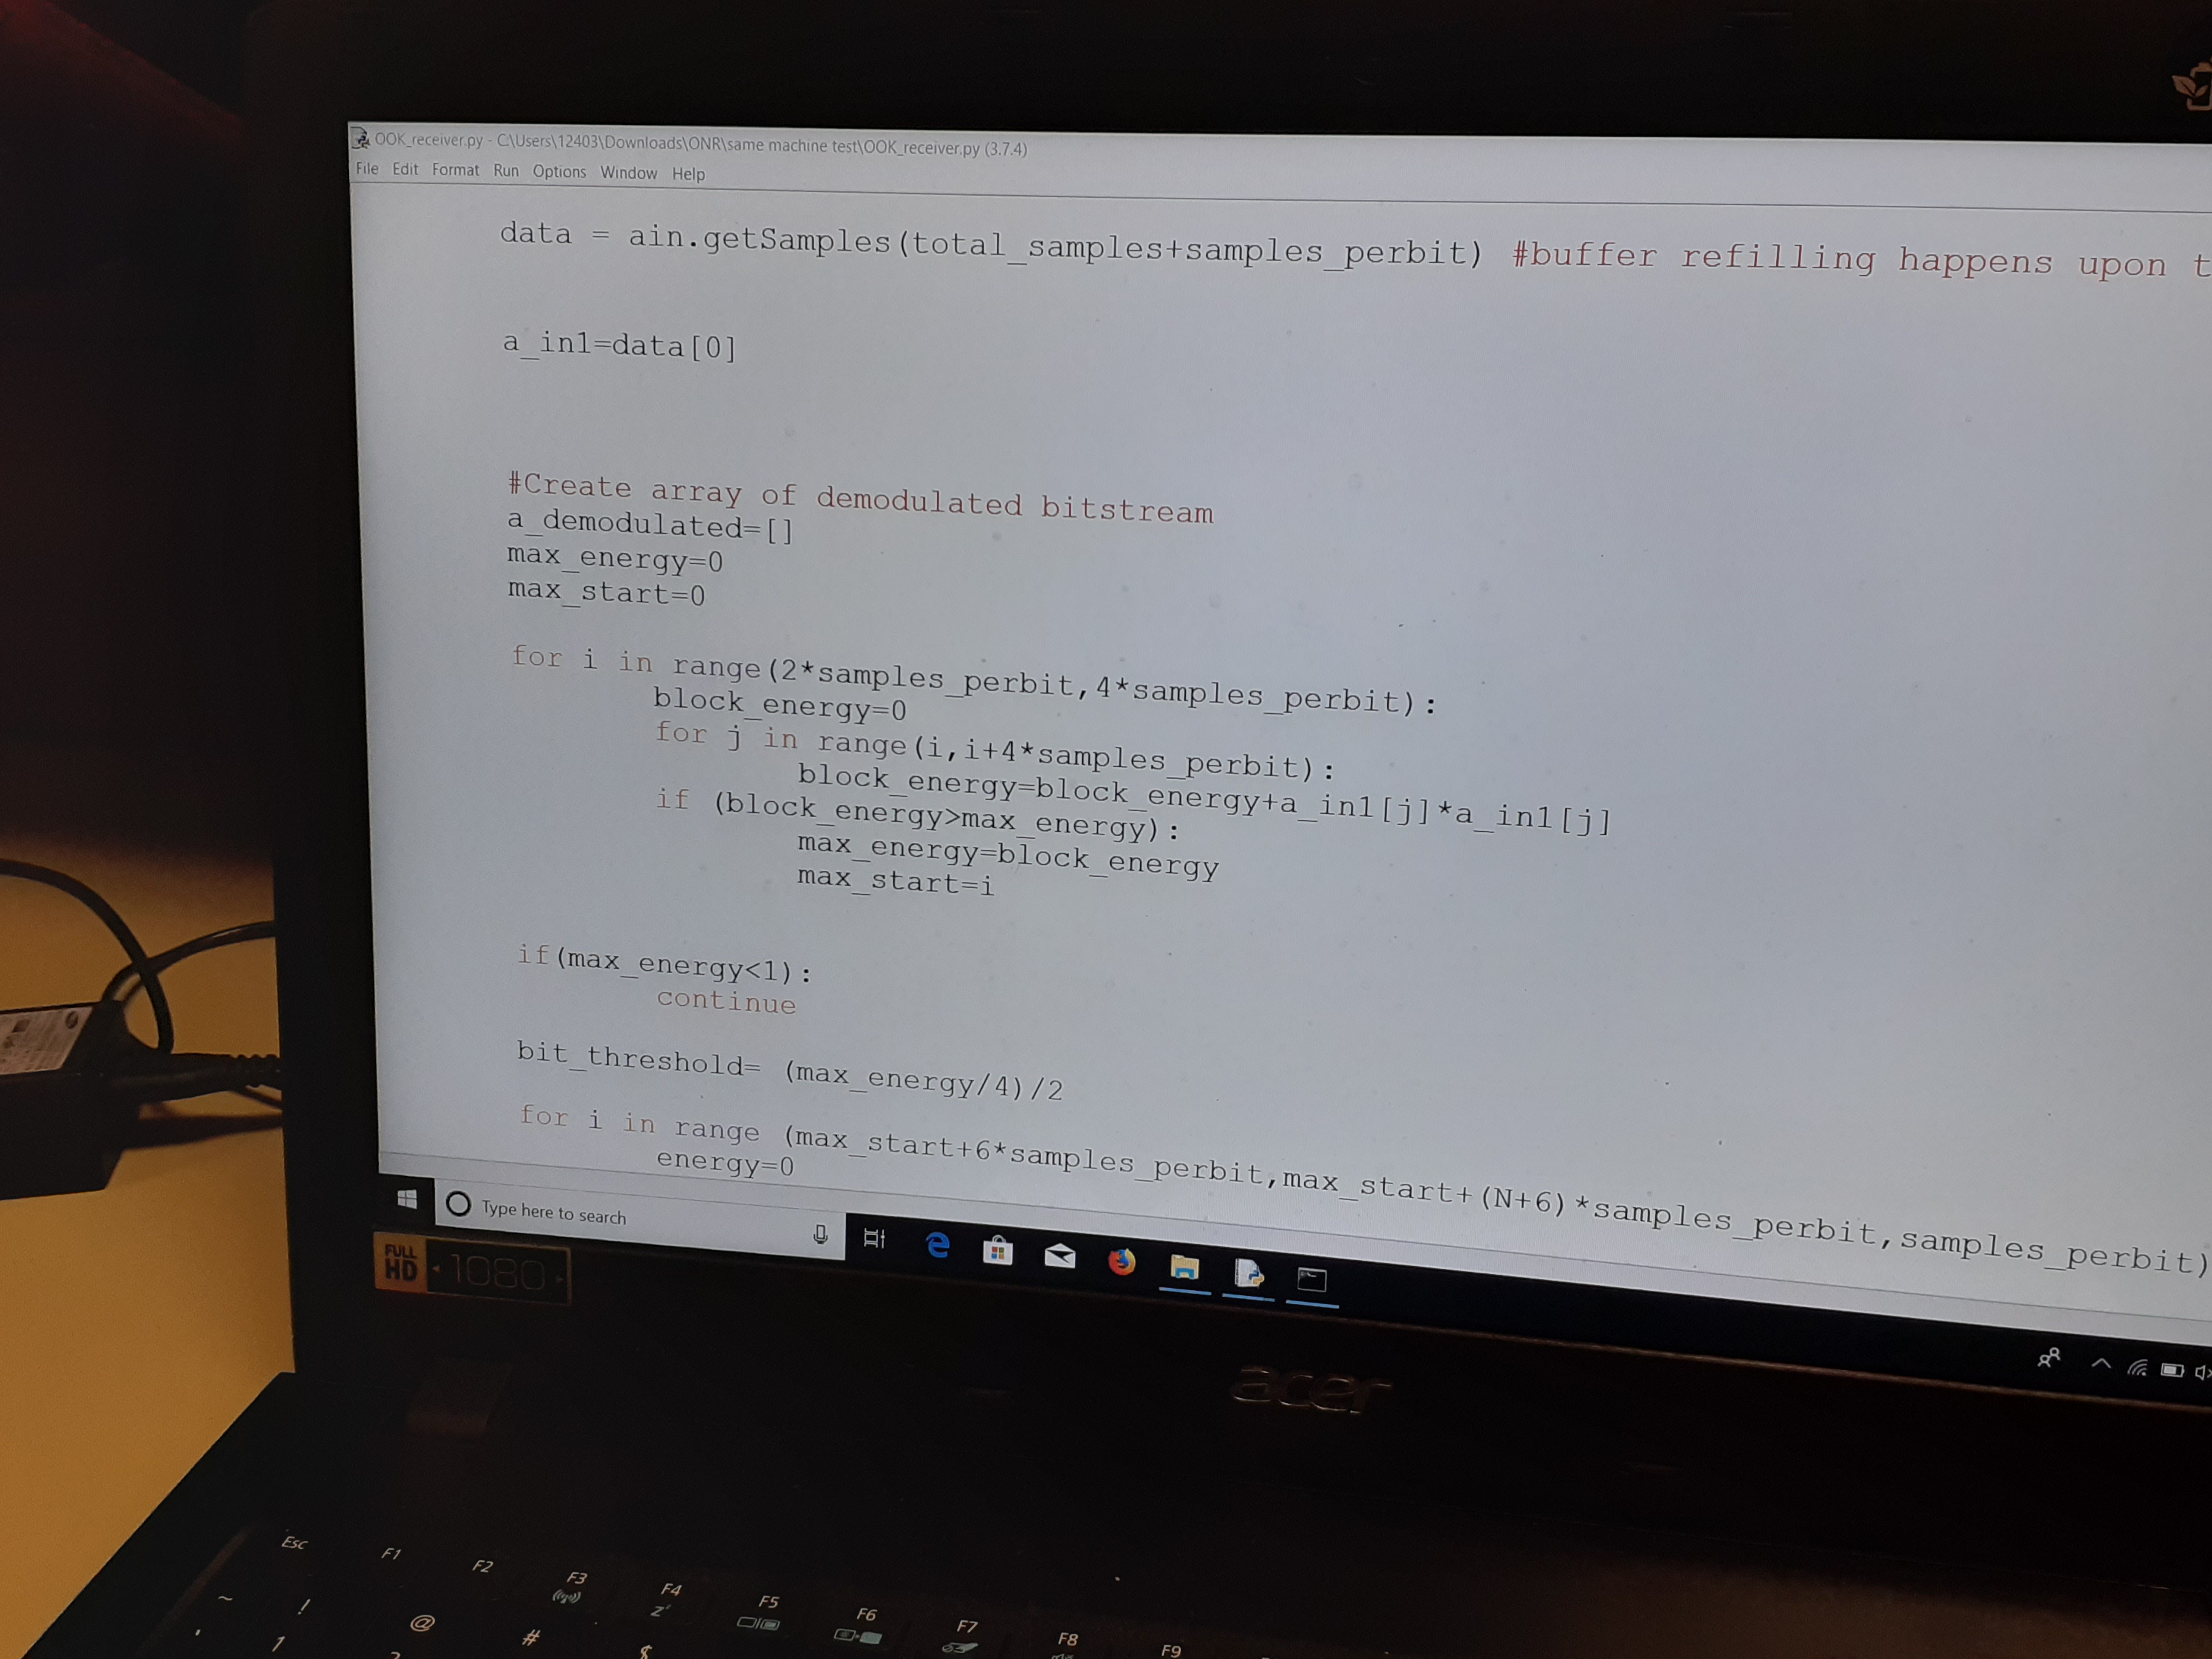 OOK_receiver.py - C:\Users\12403\Downloads\ONR\same machine test\OOK_receiver.py (3.7.4)
File Edit Format Run Options Window Help
data = ain.getSamples(total_samples+samples_perbit) #buffer refilling happens upon t
a_in1=data[0]
#Create array of demodulated bitstream
a_demodulated=[]
max_energy=0
max_start=0
for i in range(2*samples_perbit,4*samples_perbit):
block_energy=0
for j in range(i,i+4*samples_perbit):
block_energy=block_energy+a_in1[j]*a_in1[j]
if (block_energy>max_energy):
max_energy=block_energy
max_start=i
if(max_energy<1):
continue
bit_threshold= (max_energy/4)/2
for i in range (max_start+6*samples_perbit,max_start+(N+6)*samples_perbit,samples_perbit)
energy=0
Type here to search
FULL HD 1080
acer
Esc F1 F2 F3 F4 F5 F6 F7 F8 F9
~ ! @ # $
1